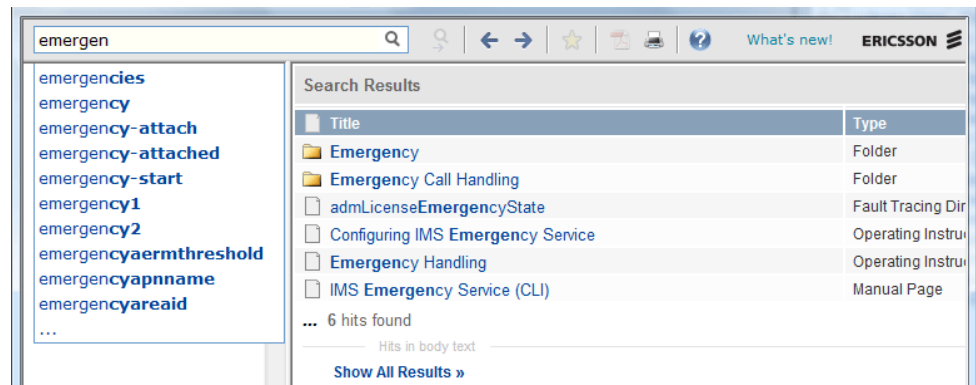 emergen
What's new!
ERICSSON
emergencies
emergency
emergency-attach
emergency-attached
emergency-start
emergency1
emergency2
emergencyaermthreshold
emergencyapnname
emergencyareaid
...
Search Results
Title Type
Emergency Folder
Emergency Call Handling Folder
admLicenseEmergencyState Fault Tracing Dir
Configuring IMS Emergency Service Operating Instru
Emergency Handling Operating Instru
IMS Emergency Service (CLI) Manual Page
... 6 hits found
Hits in body text
Show All Results »